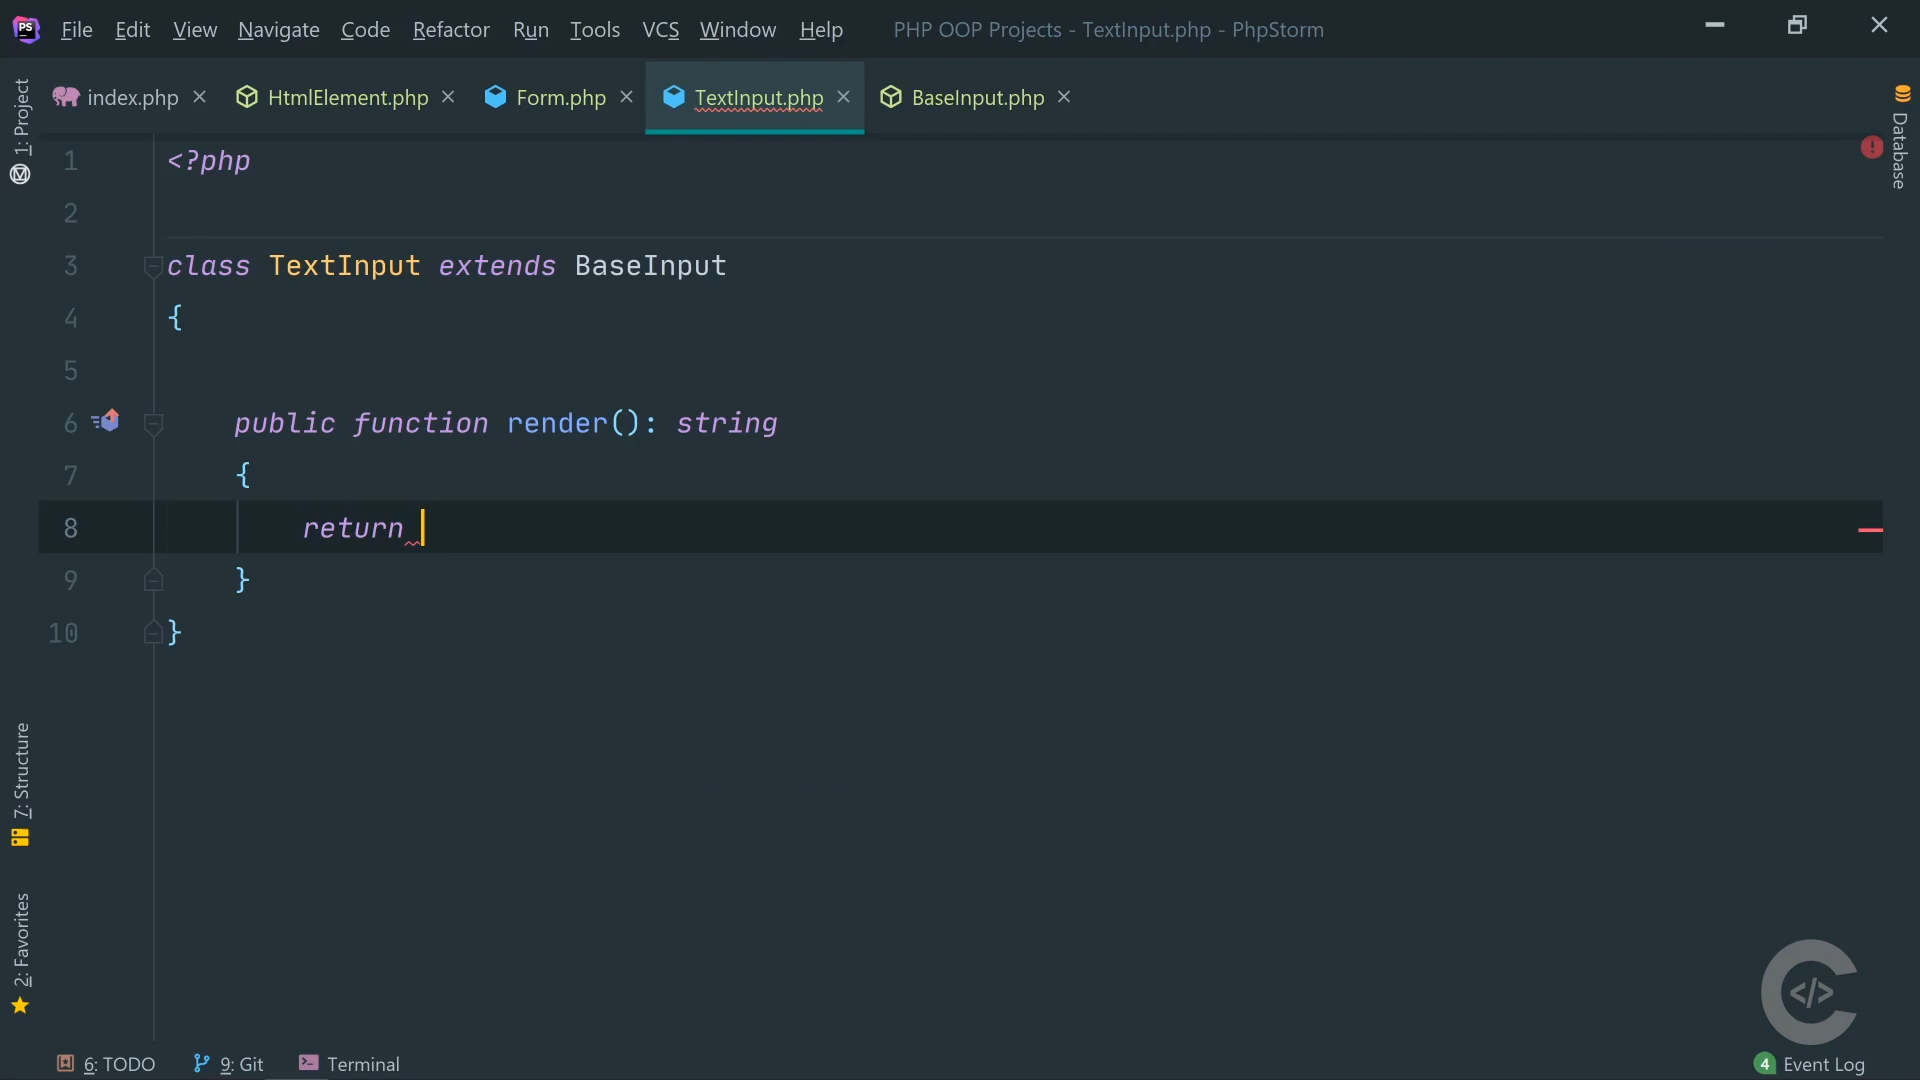 File Edit View Navigate Code Refactor Run Tools VCS Window Help PHP OOP Projects - TextInput.php - PhpStorm
index.php HtmlElement.php Form.php TextInput.php BaseInput.php
1: Project
Database
1 <?php
2
3 class TextInput extends BaseInput
4 {
5
6 public function render(): string
7 {
8 return
9 }
10 }
7: Structure
2: Favorites
</>
6: TODO 9: Git Terminal 4 Event Log